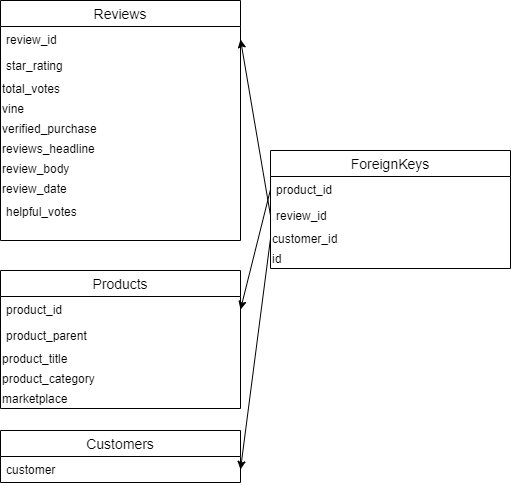 Reviews
review_id
star_rating
total_votes
vine
verified_purchase
reviews_headline
review_body
review_date
helpful_votes
ForeignKeys
product_id
review_id
customer_id
id
Products
product_id
product_parent
product_title
product_category
marketplace
Customers
customer